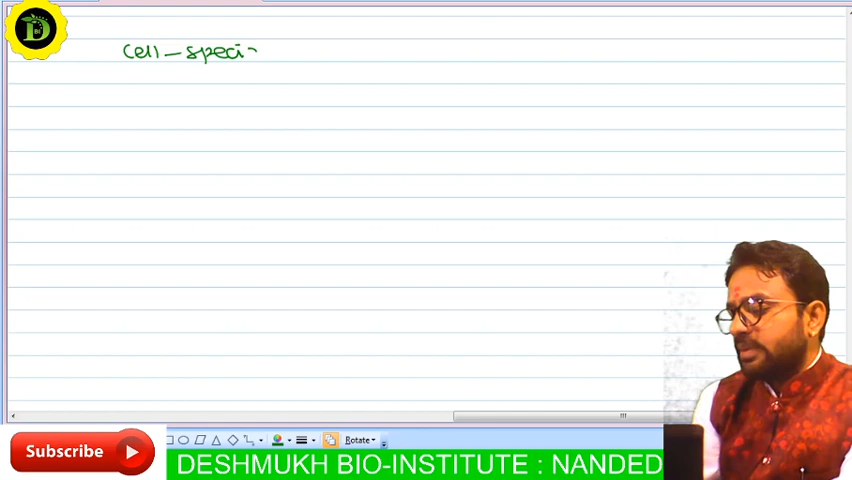 cell - speci
Rotate
Subscribe
DESHMUKH BIO-INSTITUTE : NANDED